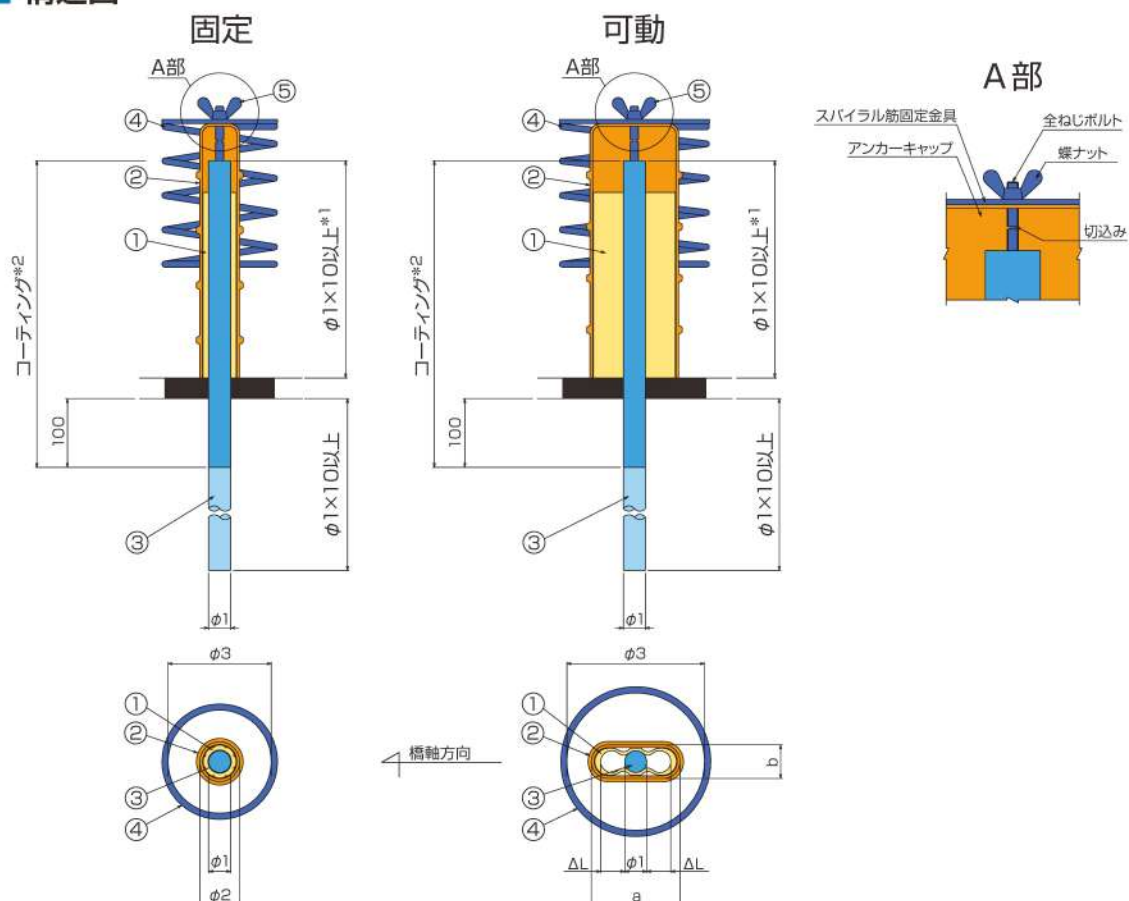 固定
A部
⑤
④
②
①
コーティング*2
φ1×10以上*1
100
φ1×10以上
③
φ1
φ3
①
②
③
④
φ1
φ2
可動
A部
⑤
④
②
①
コーティング*2
φ1×10以上*1
100
φ1×10以上
③
φ1
橋軸方向
φ3
①
②
③
④
b
ΔL
φ1
ΔL
a
A部
スパイラル筋固定金具
アンカーキャップ
全ねじボルト
蝶ナット
切込み